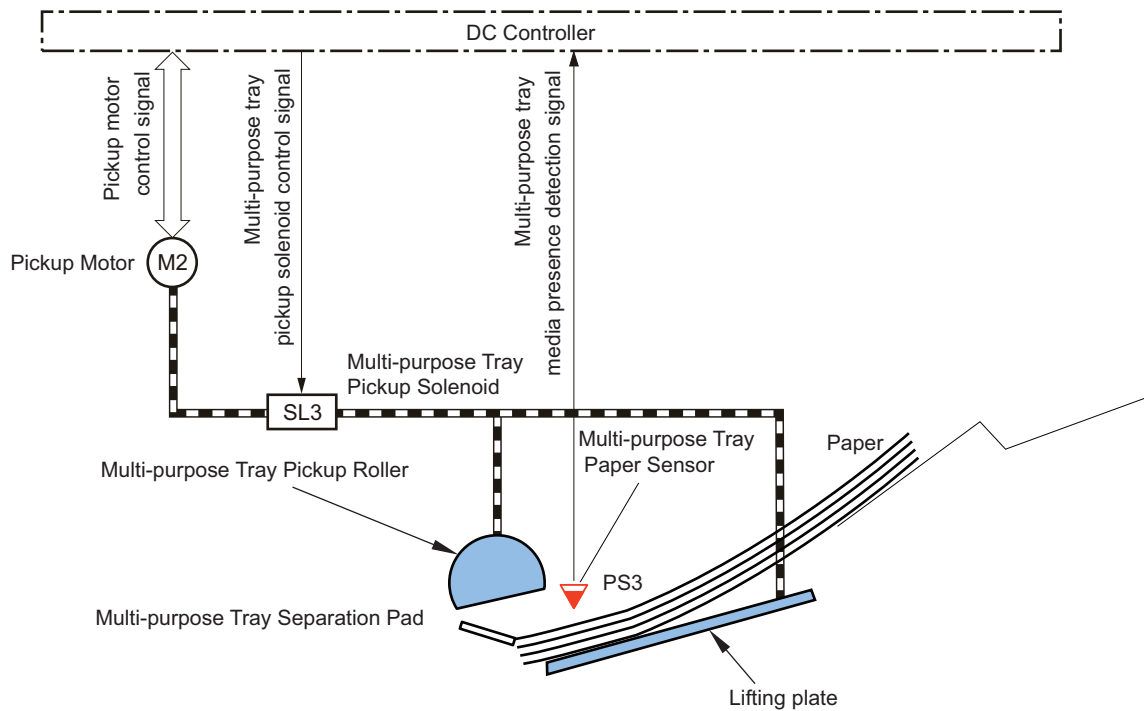 DC Controller
Pickup motor
control signal
Multi-purpose tray
pickup solenoid control signal
Multi-purpose tray
media presence detection signal
Pickup Motor
M2
Multi-purpose Tray
Pickup Solenoid
SL3
Multi-purpose Tray
Paper Sensor
Paper
Multi-purpose Tray Pickup Roller
PS3
Multi-purpose Tray Separation Pad
Lifting plate